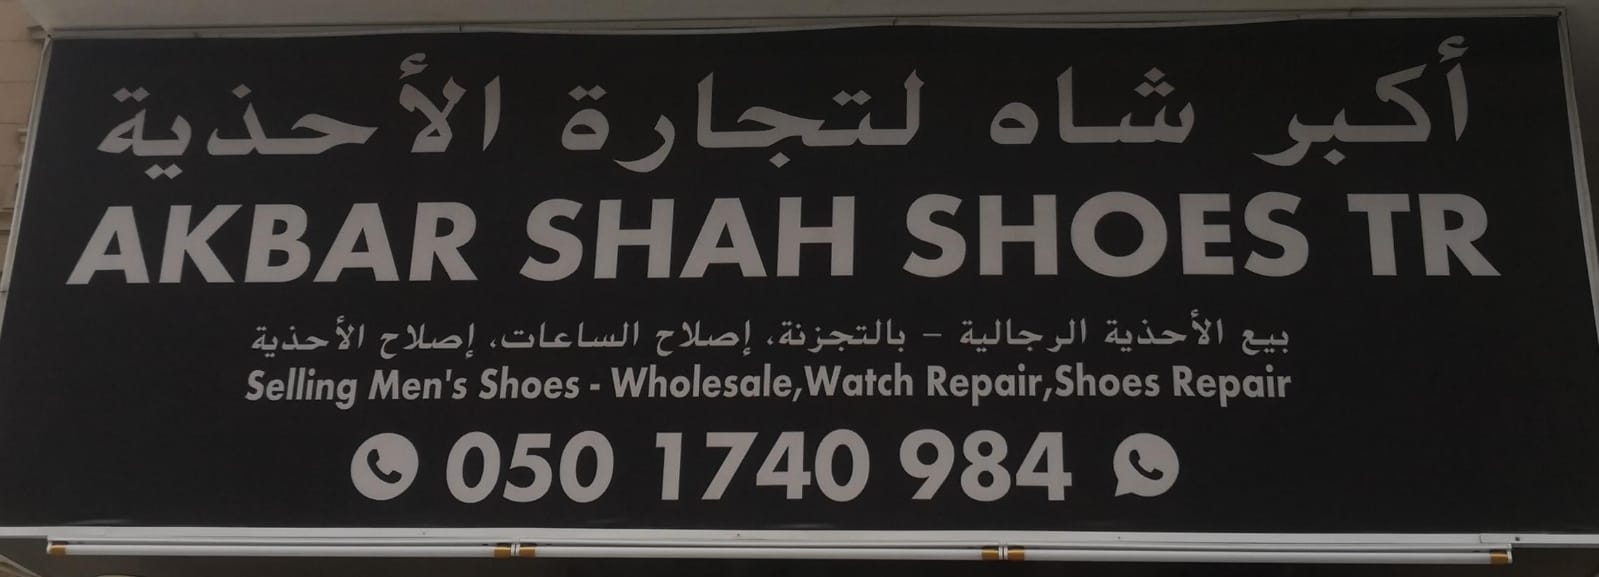 أكبر شاه لتجارة الأحذية
AKBAR SHAH SHOES TR
بيع الأحذية الرجالية - بالتجزئة، إصلاح الساعات، إصلاح الأحذية
Selling Men's Shoes - Wholesale,Watch Repair,Shoes Repair
050 1740 984